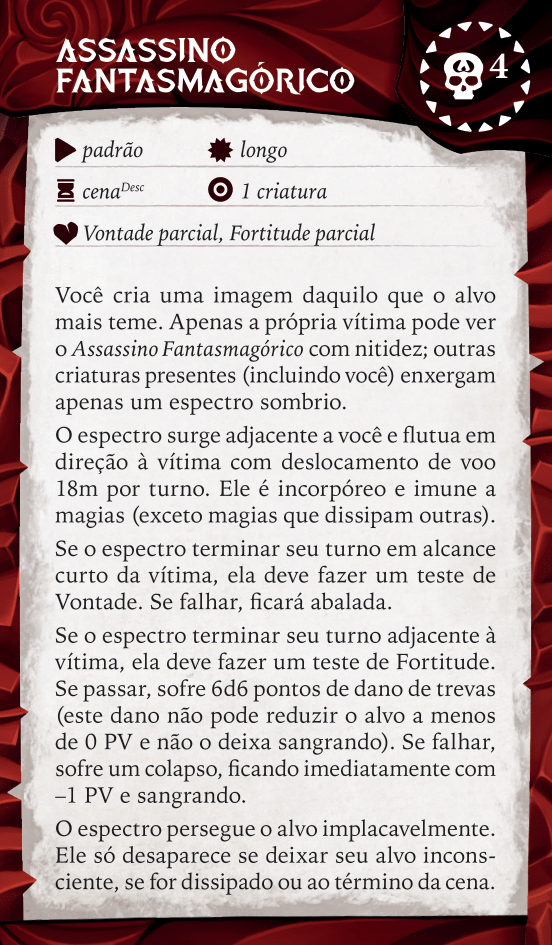 ASSASSINO
FANTASMAGÓRICO
4
padrão longo
cenaDesc 1 criatura
Vontade parcial, Fortitude parcial
Você cria uma imagem daquilo que o alvo
mais teme. Apenas a própria vítima pode ver
o Assassino Fantasmagórico com nitidez; outras
criaturas presentes (incluindo você) enxergam
apenas um espectro sombrio.
O espectro surge adjacente a você e flutua em
direção à vítima com deslocamento de voo
18m por turno. Ele é incorpóreo e imune a
magias (exceto magias que dissipam outras).
Se o espectro terminar seu turno em alcance
curto da vítima, ela deve fazer um teste de
Vontade. Se falhar, ficará abalada.
Se o espectro terminar seu turno adjacente à
vítima, ela deve fazer um teste de Fortitude.
Se passar, sofre 6d6 pontos de dano de trevas
(este dano não pode reduzir o alvo a menos
de 0 PV e não o deixa sangrando). Se falhar,
sofre um colapso, ficando imediatamente com
–1 PV e sangrando.
O espectro persegue o alvo implacavelmente.
Ele só desaparece se deixar seu alvo incons-
ciente, se for dissipado ou ao término da cena.